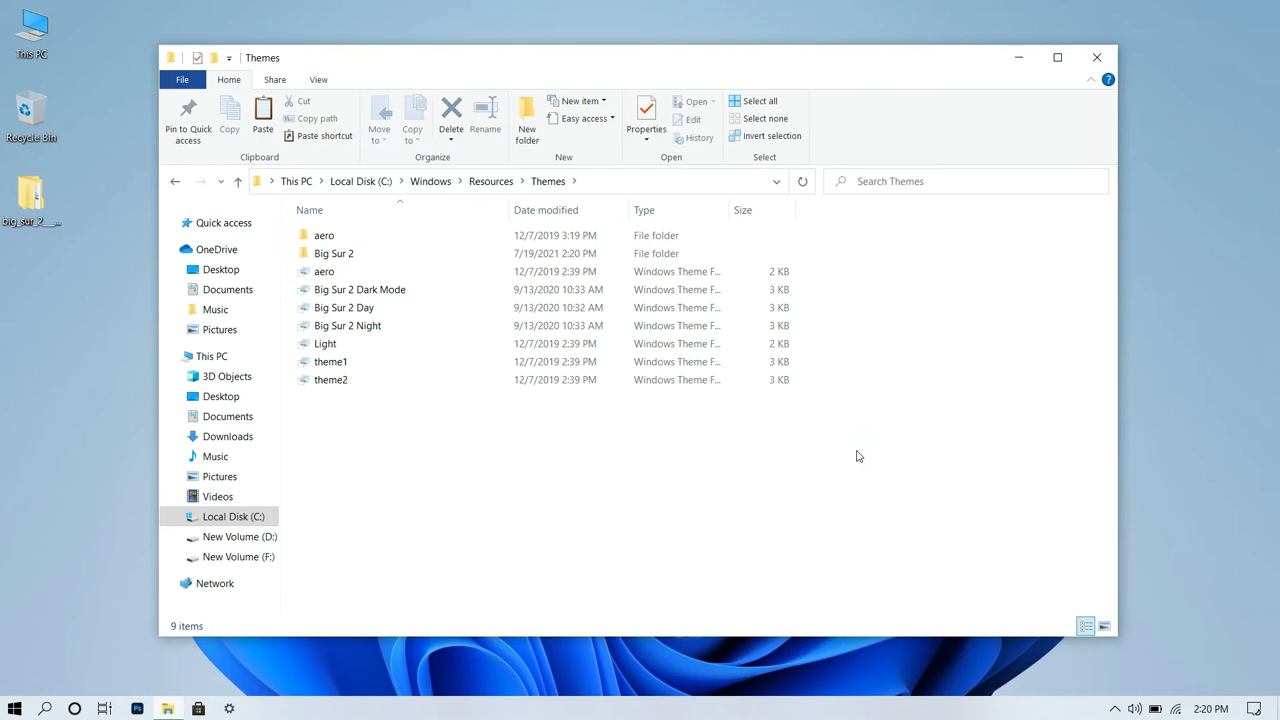 This PC
Recycle Bin
big_sur_2__...
Themes
File
Home
Share
View
Pin to Quick access
Copy
Paste
Cut
Copy path
Paste shortcut
Clipboard
Move to
Copy to
Delete
Rename
Organize
New folder
New item
Easy access
New
Properties
Open
Edit
History
Open
Select all
Select none
Invert selection
Select
This PC > Local Disk (C:) > Windows > Resources > Themes >
Search Themes
Name Date modified Type Size
aero 12/7/2019 3:19 PM File folder
Big Sur 2 7/19/2021 2:20 PM File folder
aero 12/7/2019 2:39 PM Windows Theme F... 2 KB
Big Sur 2 Dark Mode 9/13/2020 10:33 AM Windows Theme F... 3 KB
Big Sur 2 Day 9/13/2020 10:32 AM Windows Theme F... 3 KB
Big Sur 2 Night 9/13/2020 10:33 AM Windows Theme F... 3 KB
Light 12/7/2019 2:39 PM Windows Theme F... 2 KB
theme1 12/7/2019 2:39 PM Windows Theme F... 3 KB
theme2 12/7/2019 2:39 PM Windows Theme F... 3 KB
Quick access
OneDrive
Desktop
Documents
Music
Pictures
This PC
3D Objects
Desktop
Documents
Downloads
Music
Pictures
Videos
Local Disk (C:)
New Volume (D:)
New Volume (F:)
Network
9 items
Ps
2:20 PM